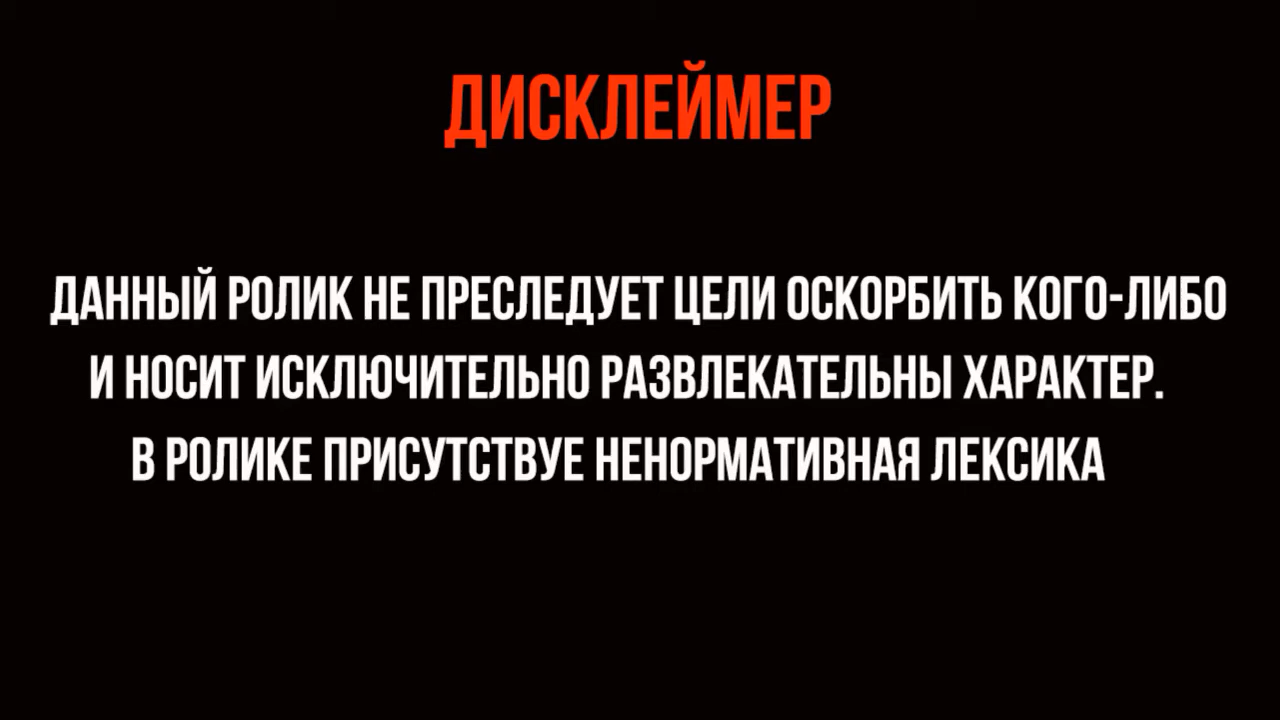 ДИСКЛЕЙМЕР
ДАННЫЙ РОЛИК НЕ ПРЕСЛЕДУЕТ ЦЕЛИ ОСКОРБИТЬ КОГО-ЛИБО
И НОСИТ ИСКЛЮЧИТЕЛЬНО РАЗВЛЕКАТЕЛЬНЫ ХАРАКТЕР.
В РОЛИКЕ ПРИСУТСТВУЕ НЕНОРМАТИВНАЯ ЛЕКСИКА